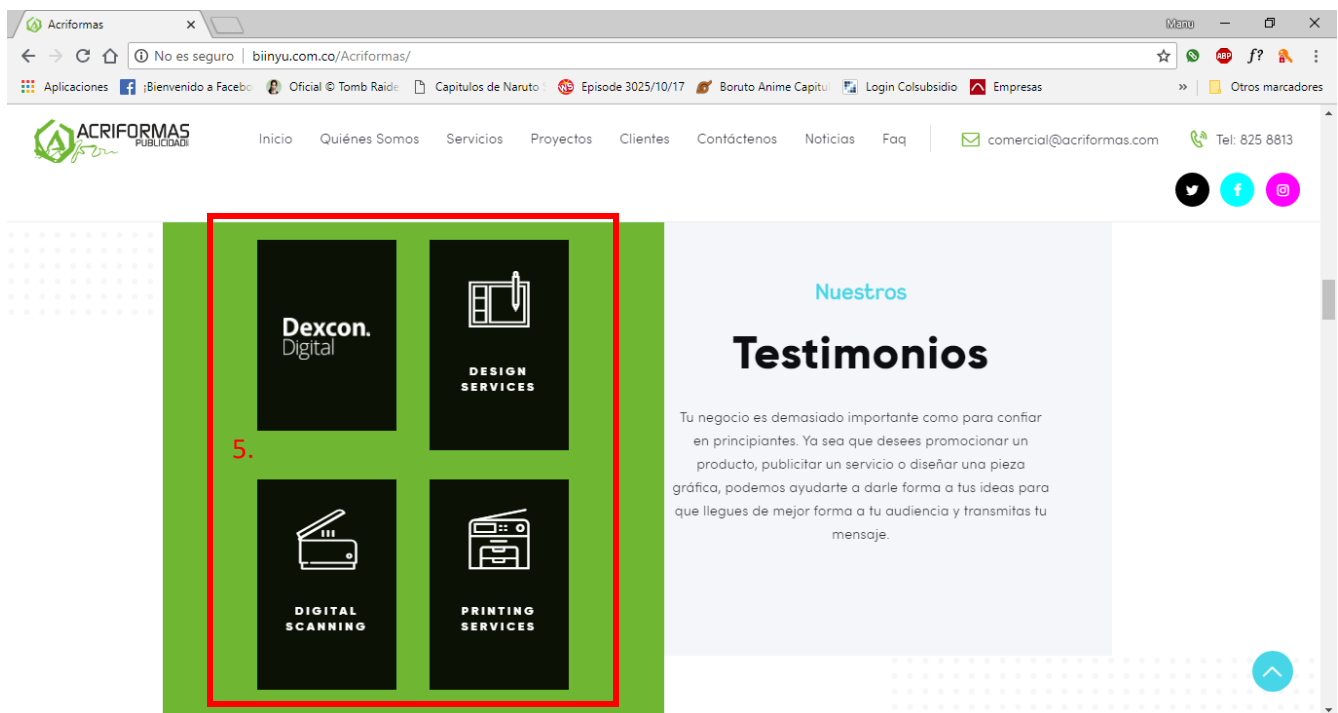 Acriformas
Manu
No es seguro | biinyu.com.co/Acriformas/
ABP
f?
Aplicaciones
¡Bienvenido a Facebo
Oficial © Tomb Raide
Capitulos de Naruto S
Episode 3025/10/17
Boruto Anime Capitul
Login Colsubsidio
Empresas
»
Otros marcadores
ACRIFORMAS
PUBLICIDAD
Inicio
Quiénes Somos
Servicios
Proyectos
Clientes
Contáctenos
Noticias
Faq
comercial@acriformas.com
Tel: 825 8813
5.
Dexcon.
Digital
DESIGN
SERVICES
DIGITAL
SCANNING
PRINTING
SERVICES
Nuestros
Testimonios
Tu negocio es demasiado importante como para confiar
en principiantes. Ya sea que desees promocionar un
producto, publicitar un servicio o diseñar una pieza
gráfica, podemos ayudarte a darle forma a tus ideas para
que llegues de mejor forma a tu audiencia y transmitas tu
mensaje.